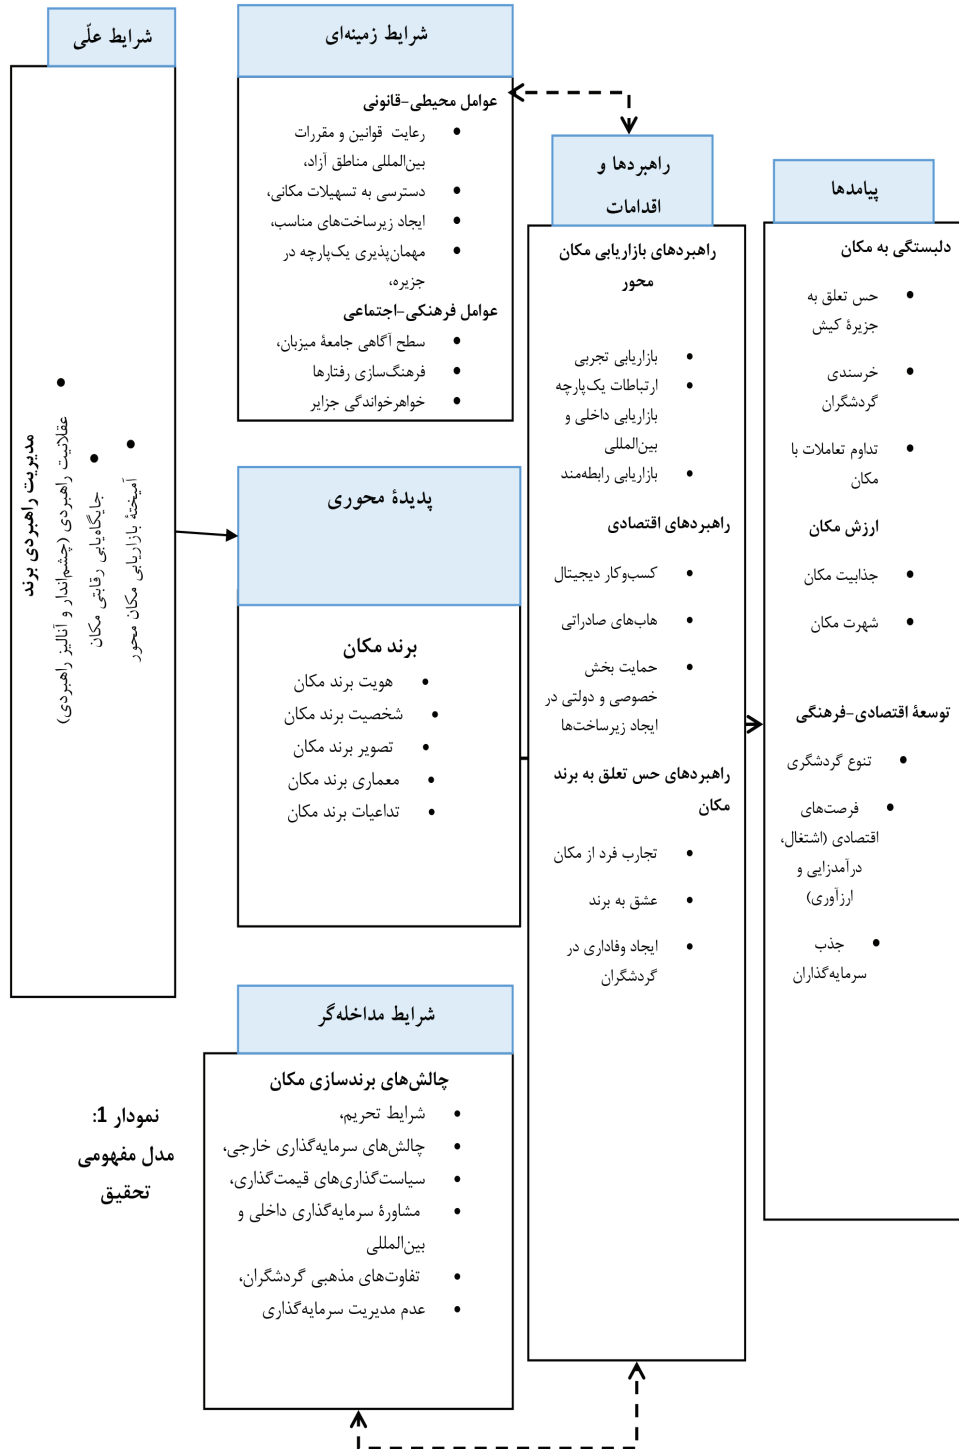 شرایط علّی
مدیریت راهبردی برند
عقلانیت راهبردی (چشم‌انداز و آنالیز راهبردی)
جایگاه‌یابی رقابتی مکان
آمیختهٔ بازاریابی مکان محور
شرایط زمینه‌ای
عوامل محیطی-قانونی
رعایت قوانین و مقررات
بین‌المللی مناطق آزاد،
دسترسی به تسهیلات مکانی،
ایجاد زیرساخت‌های مناسب،
مهمان‌پذیری یک‌پارچه در
جزیره،
عوامل فرهنکی-اجتماعی
سطح آگاهی جامعهٔ میزبان،
فرهنگ‌سازی رفتارها
خواهرخواندگی جزایر
پدیدهٔ محوری
برند مکان
هویت برند مکان
شخصیت برند مکان
تصویر برند مکان
معماری برند مکان
تداعیات برند مکان
شرایط مداخله‌گر
چالش‌های برندسازی مکان
شرایط تحریم،
چالش‌های سرمایه‌گذاری خارجی،
سیاست‌گذاری‌های قیمت‌گذاری،
مشاورهٔ سرمایه‌گذاری داخلی و
بین‌المللی
تفاوت‌های مذهبی گردشگران،
عدم مدیریت سرمایه‌گذاری
راهبردها و
اقدامات
راهبردهای بازاریابی مکان
محور
بازاریابی تجربی
ارتباطات یک‌پارچه
بازاریابی داخلی و
بین‌المللی
بازاریابی رابطه‌مند
راهبردهای اقتصادی
کسب‌وکار دیجیتال
هاب‌های صادراتی
حمایت بخش
خصوصی و دولتی در
ایجاد زیرساخت‌ها
راهبردهای حس تعلق به برند
مکان
تجارب فرد از مکان
عشق به برند
ایجاد وفاداری در
گردشگران
پیامدها
دلبستگی به مکان
حس تعلق به
جزیرهٔ کیش
خرسندی
گردشگران
تداوم تعاملات با
مکان
ارزش مکان
جذابیت مکان
شهرت مکان
توسعهٔ اقتصادی-فرهنگی
تنوع گردشگری
فرصت‌های
اقتصادی (اشتغال،
درآمدزایی و
ارزآوری)
جذب
سرمایه‌گذاران
نمودار 1:
مدل مفهومی
تحقیق